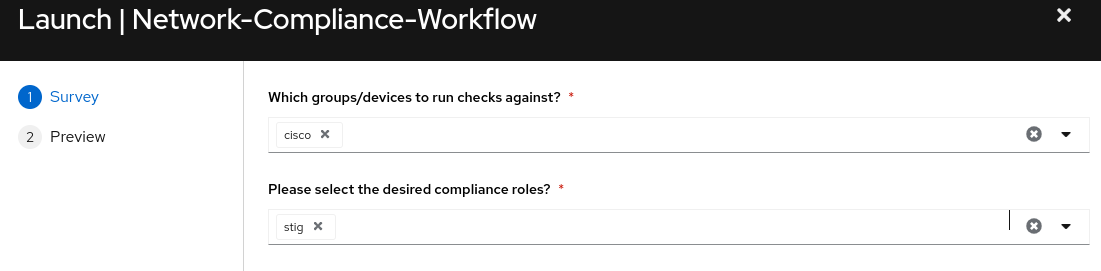 Launch | Network-Compliance-Workflow
1 Survey
2 Preview
Which groups/devices to run checks against? *
cisco
Please select the desired compliance roles? *
stig